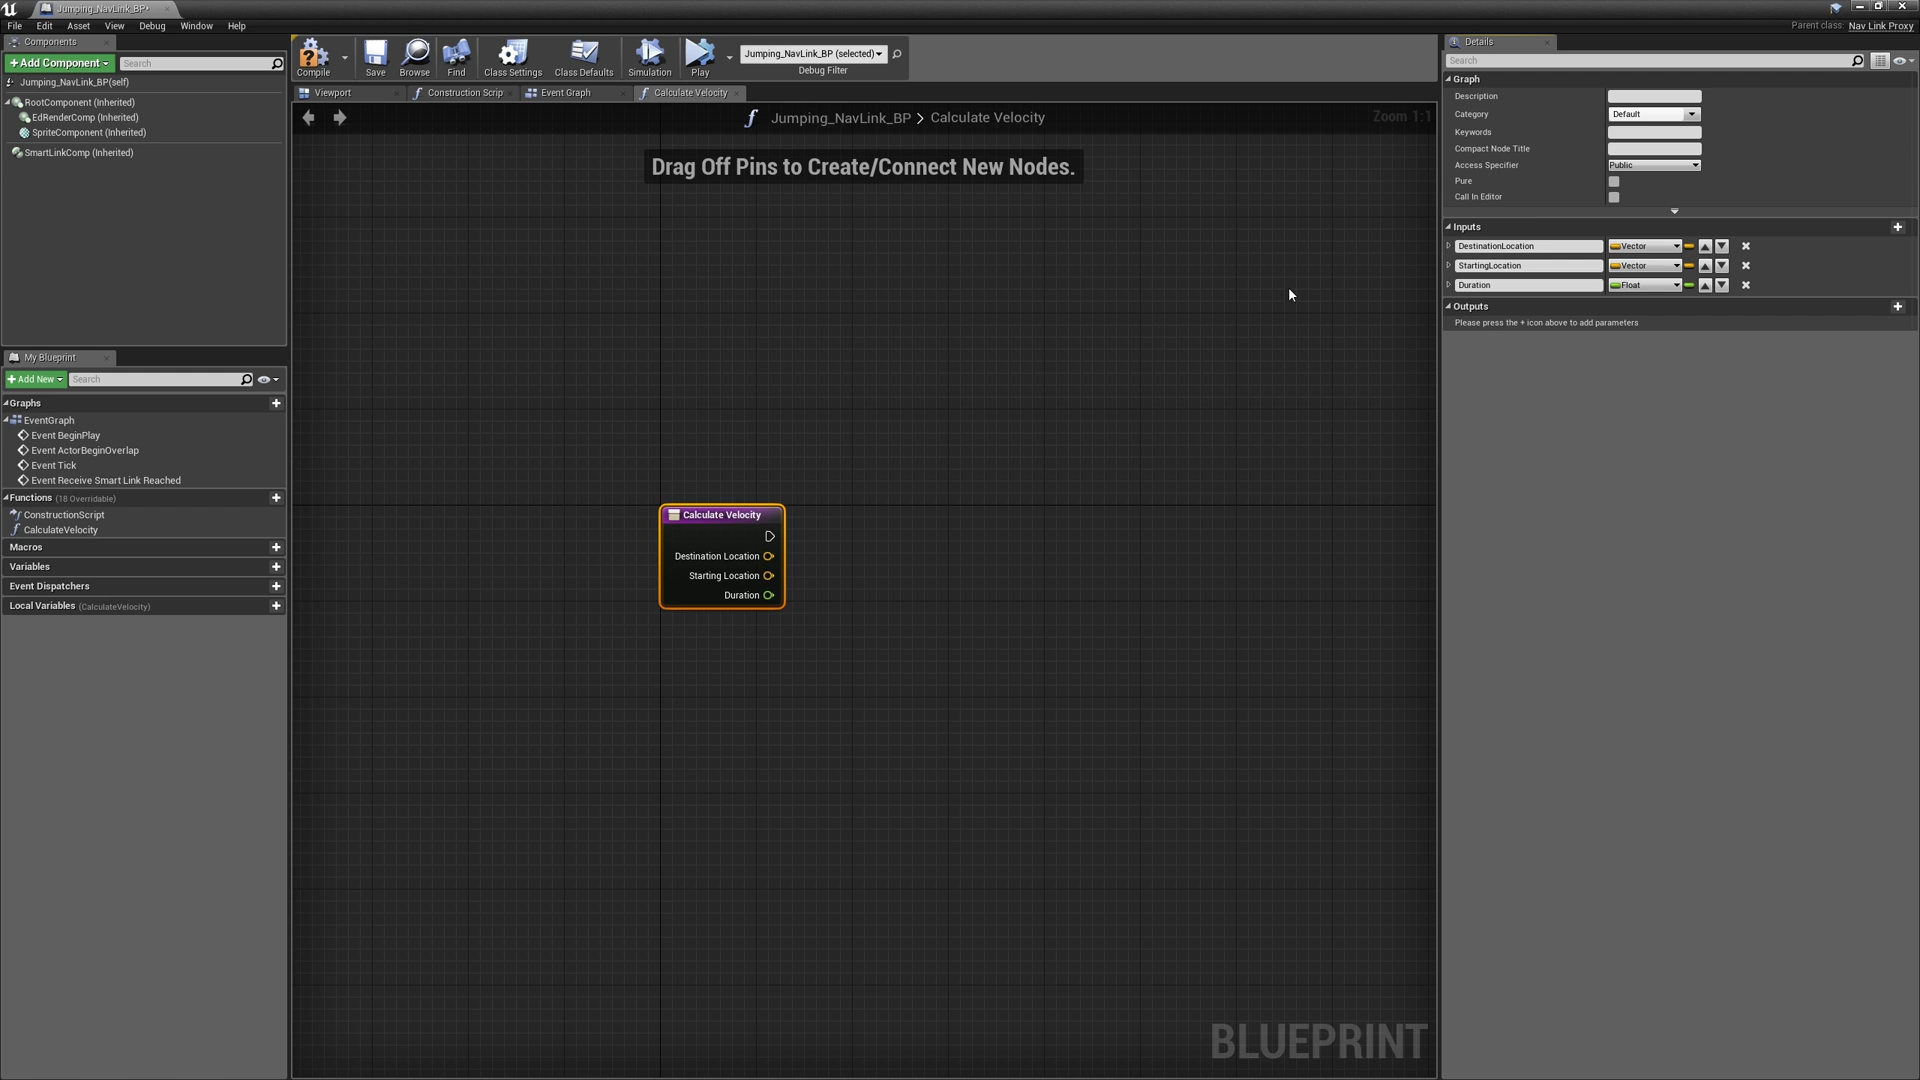 Jumping_NavLink_BP*
File Edit Asset View Debug Window Help
Parent class: Nav Link Proxy
Components
+Add Component
Search
Jumping_NavLink_BP(self)
RootComponent (Inherited)
EdRenderComp (Inherited)
SpriteComponent (Inherited)
SmartLinkComp (Inherited)
My Blueprint
+Add New
Search
Graphs
EventGraph
Event BeginPlay
Event ActorBeginOverlap
Event Tick
Event Receive Smart Link Reached
Functions (18 Overridable)
ConstructionScript
CalculateVelocity
Macros
Variables
Event Dispatchers
Local Variables (CalculateVelocity)
Compile Save Browse Find Class Settings Class Defaults Simulation Play
Jumping_NavLink_BP (selected)
Debug Filter
Viewport Construction Scrip Event Graph Calculate Velocity
Jumping_NavLink_BP > Calculate Velocity
Zoom 1:1
Drag Off Pins to Create/Connect New Nodes.
Calculate Velocity
Destination Location
Starting Location
Duration
BLUEPRINT
Details
Search
Graph
Description
Category Default
Keywords
Compact Node Title
Access Specifier Public
Pure
Call In Editor
Inputs
DestinationLocation Vector
StartingLocation Vector
Duration Float
Outputs
Please press the + icon above to add parameters